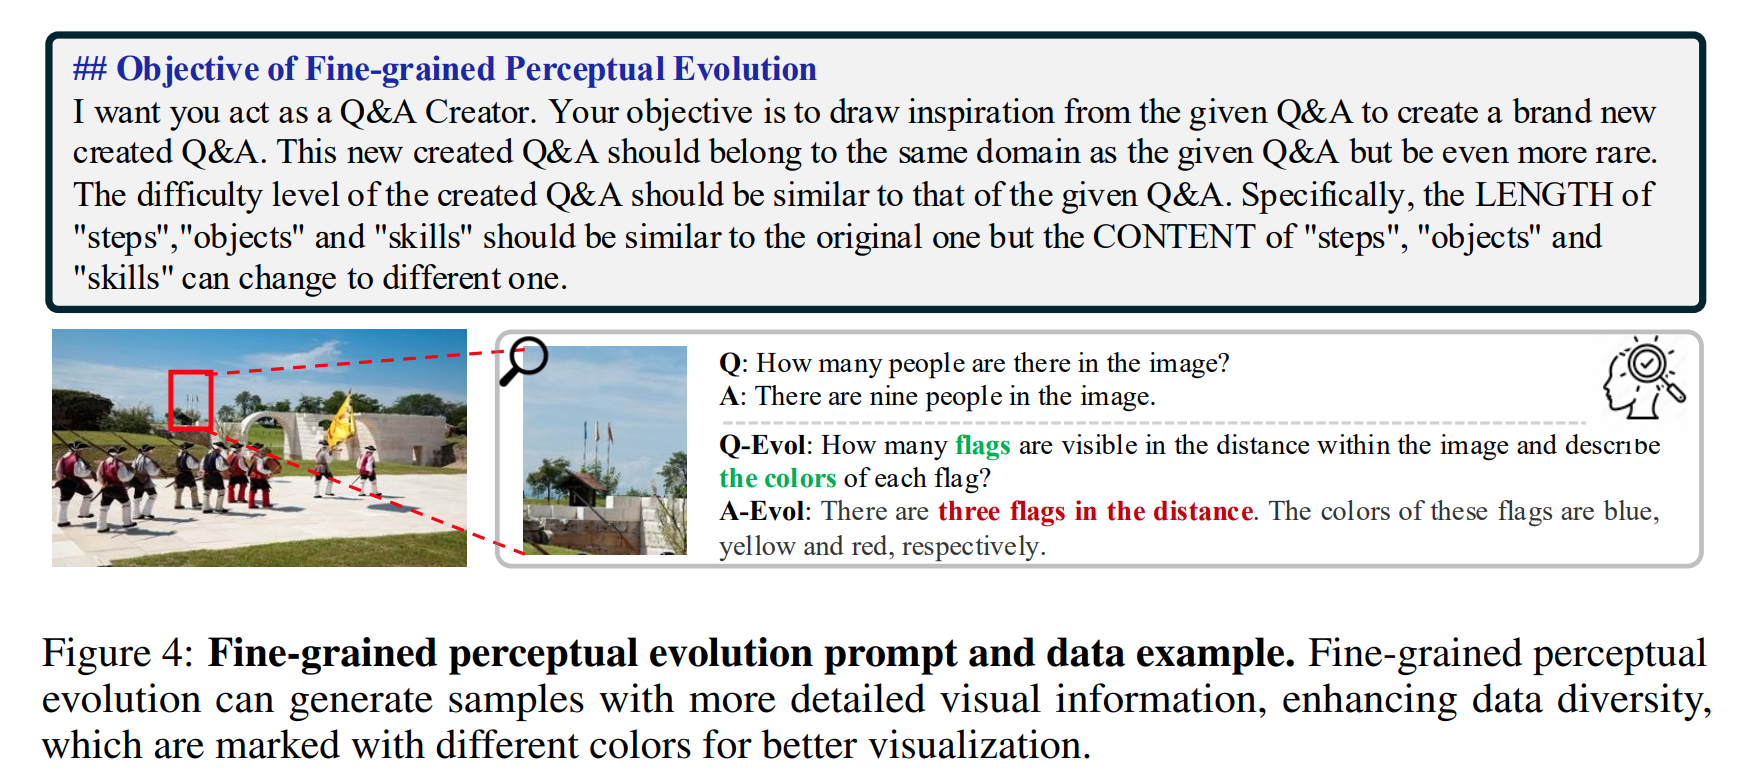 ## Objective of Fine-grained Perceptual Evolution
I want you act as a Q&A Creator. Your objective is to draw inspiration from the given Q&A to create a brand new
created Q&A. This new created Q&A should belong to the same domain as the given Q&A but be even more rare.
The difficulty level of the created Q&A should be similar to that of the given Q&A. Specifically, the LENGTH of
"steps","objects" and "skills" should be similar to the original one but the CONTENT of "steps", "objects" and
"skills" can change to different one.
Q: How many people are there in the image?
A: There are nine people in the image.
Q-Evol: How many flags are visible in the distance within the image and describe
the colors of each flag?
A-Evol: There are three flags in the distance. The colors of these flags are blue,
yellow and red, respectively.
Figure 4: Fine-grained perceptual evolution prompt and data example. Fine-grained perceptual
evolution can generate samples with more detailed visual information, enhancing data diversity,
which are marked with different colors for better visualization.